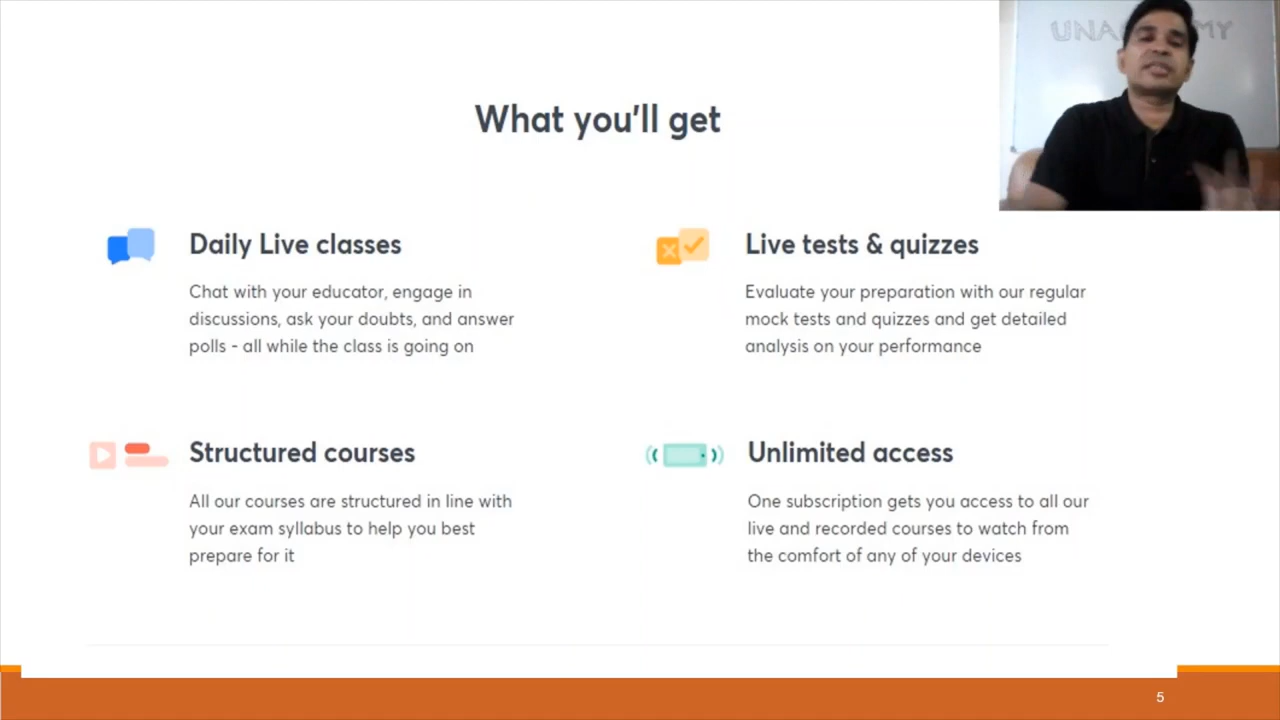 What you'll get
Daily Live classes
Chat with your educator, engage in
discussions, ask your doubts, and answer
polls - all while the class is going on
Live tests & quizzes
Evaluate your preparation with our regular
mock tests and quizzes and get detailed
analysis on your performance
Structured courses
All our courses are structured in line with
your exam syllabus to help you best
prepare for it
Unlimited access
One subscription gets you access to all our
live and recorded courses to watch from
the comfort of any of your devices
5